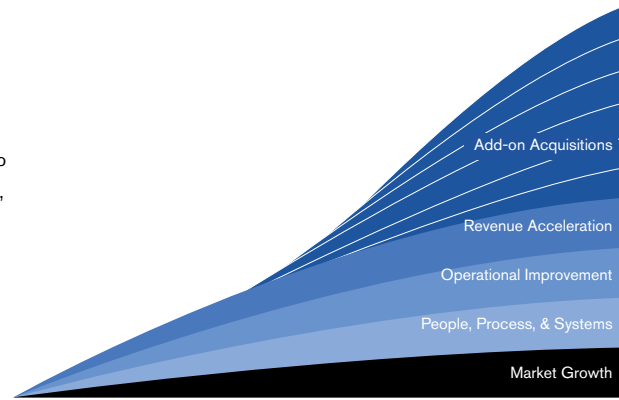 o
,
Add-on Acquisitions
Revenue Acceleration
Operational Improvement
People, Process, & Systems
Market Growth